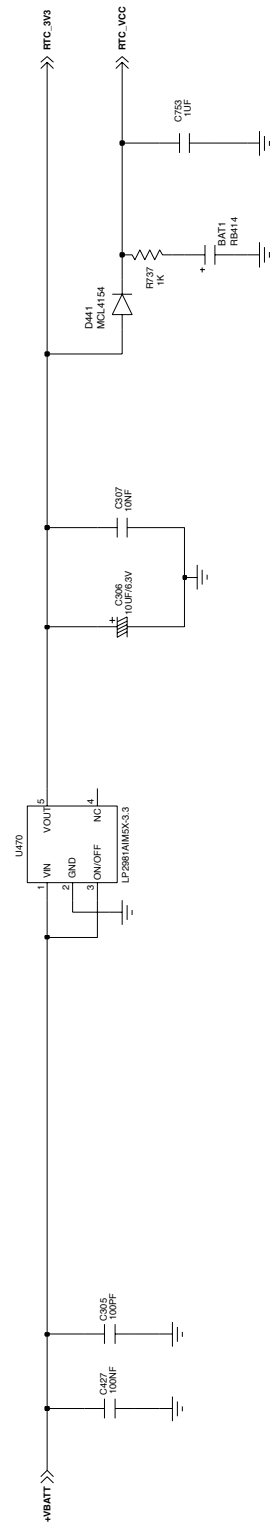 +VBATT
C427
100NF
C305
100PF
U470
1
VIN
VOUT
5
2
GND
3
ON/OFF
NC
4
LP2981AIM5X-3.3
C306
10UF/6.3V
+
C307
10NF
D441
MCL4154
R737
1K
+
BAT1
RB414
C753
1UF
RTC_3V3
RTC_VCC